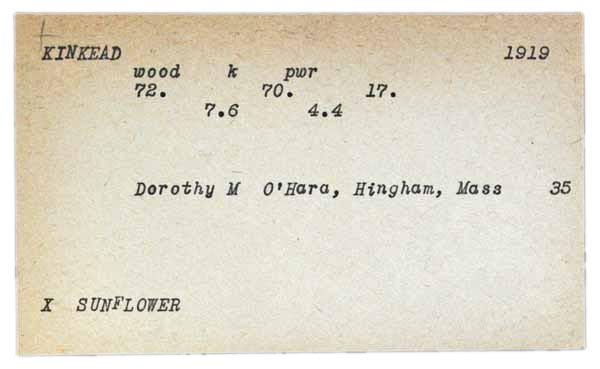 KINKEAD 1919
wood k pwr
72. 70. 17.
7.6 4.4
Dorothy M O'Hara, Hingham, Mass 35
X SUNFLOWER